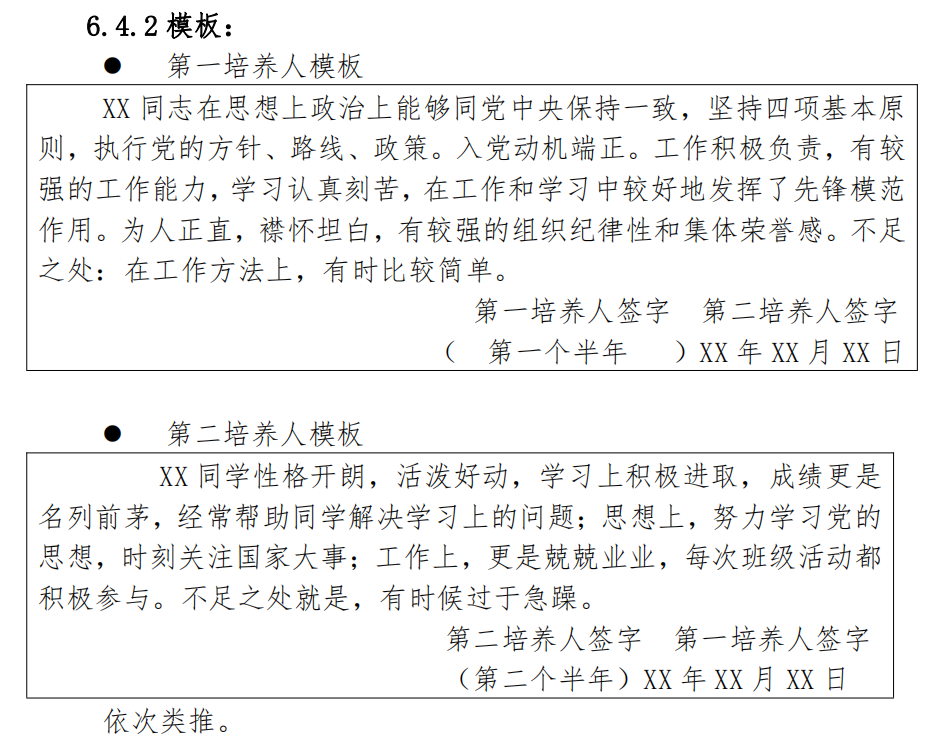 6.4.2模板：
● 第一培养人模板
XX 同志在思想上政治上能够同党中央保持一致，坚持四项基本原
则，执行党的方针、路线、政策。入党动机端正。工作积极负责，有较
强的工作能力，学习认真刻苦，在工作和学习中较好地发挥了先锋模范
作用。为人正直，襟怀坦白，有较强的组织纪律性和集体荣誉感。不足
之处：在工作方法上，有时比较简单。
第一培养人签字 第二培养人签字
（ 第一个半年 ）XX 年 XX 月 XX 日
● 第二培养人模板
XX 同学性格开朗，活泼好动，学习上积极进取，成绩更是
名列前茅，经常帮助同学解决学习上的问题；思想上，努力学习党的
思想，时刻关注国家大事；工作上，更是兢兢业业，每次班级活动都
积极参与。不足之处就是，有时候过于急躁。
第二培养人签字 第一培养人签字
（第二个半年）XX 年 XX 月 XX 日
依次类推。